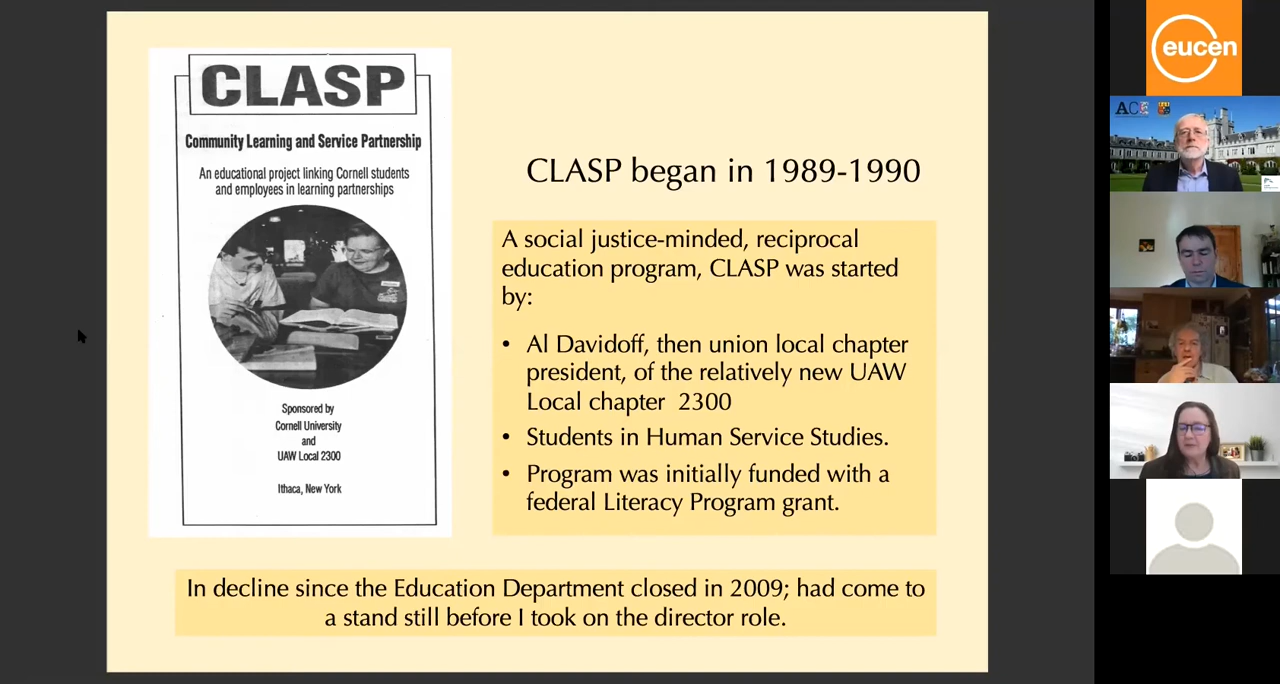 CLASP
Community Learning and Service Partnership
An educational project linking Cornell students
and employees in learning partnerships
Sponsored by
Cornell University
and
UAW Local 2300
Ithaca, New York
CLASP began in 1989-1990
A social justice-minded, reciprocal
education program, CLASP was started
by:
• Al Davidoff, then union local chapter
president, of the relatively new UAW
Local chapter 2300
• Students in Human Service Studies.
• Program was initially funded with a
federal Literacy Program grant.
In decline since the Education Department closed in 2009; had come to
a stand still before I took on the director role.
eucen
ACE